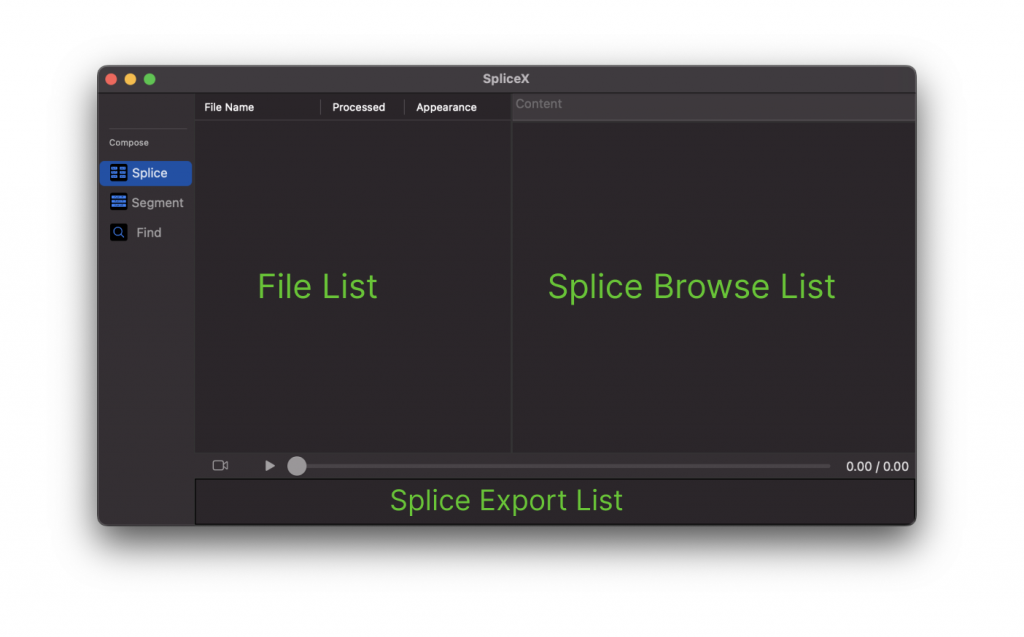 SpliceX
File Name Processed Appearance Content
Compose
Splice
Segment
Find
File List Splice Browse List
0.00 / 0.00
Splice Export List